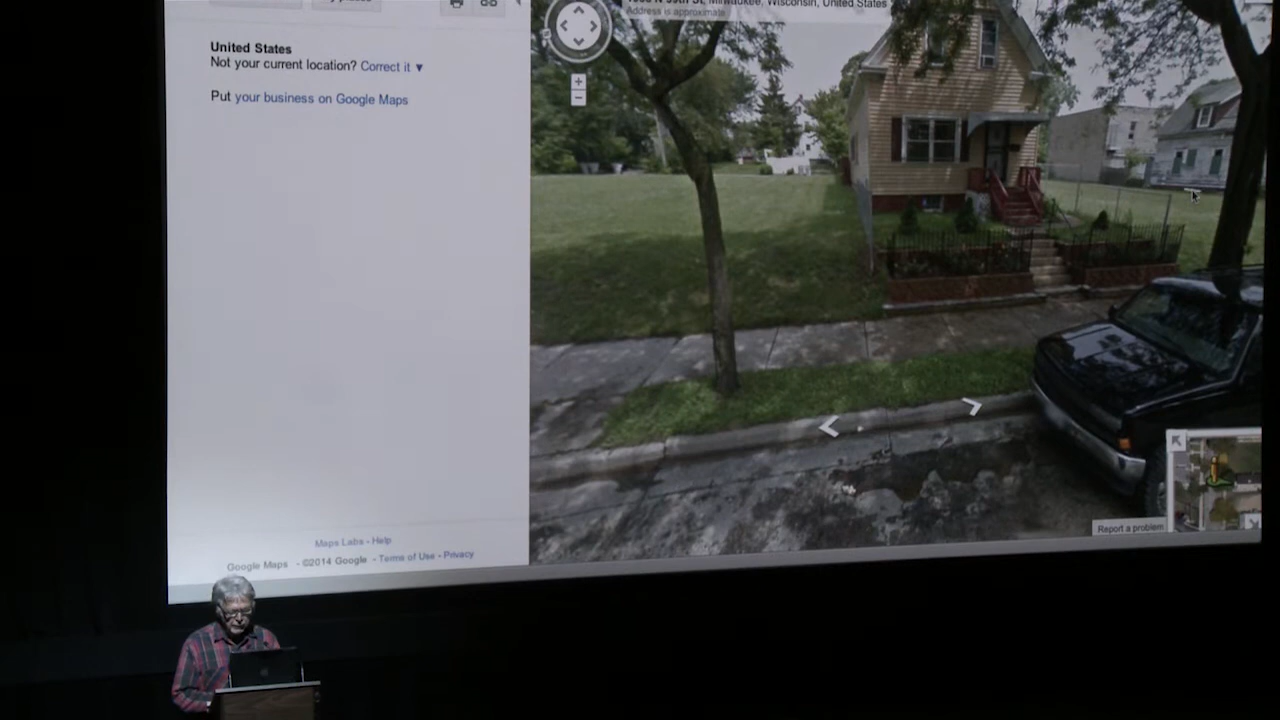 Milwaukee, Wisconsin, United States
Address is approximate
United States
Not your current location? Correct it ▼
Put your business on Google Maps
+
−
Report a problem
Maps Labs - Help
Google Maps - ©2014 Google - Terms of Use - Privacy